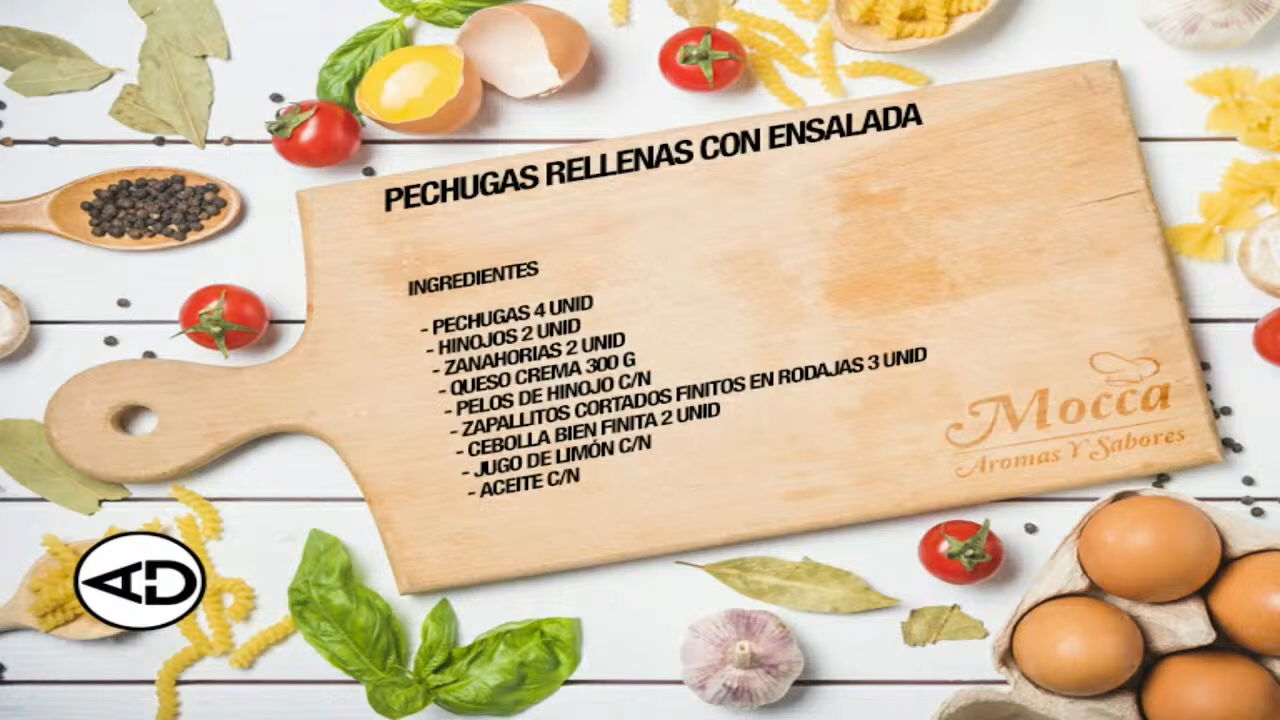 PECHUGAS RELLENAS CON ENSALADA
INGREDIENTES
- PECHUGAS 4 UNID
- HINOJOS 2 UNID
- ZANAHORIAS 2 UNID
- QUESO CREMA 300 G
- PELOS DE HINOJO C/N
- ZAPALLITOS CORTADOS FINITOS EN RODAJAS 3 UNID
- CEBOLLA BIEN FINITA 2 UNID
- JUGO DE LIMÓN C/N
- ACEITE C/N
Mocca
Aromas Y Sabores
AD